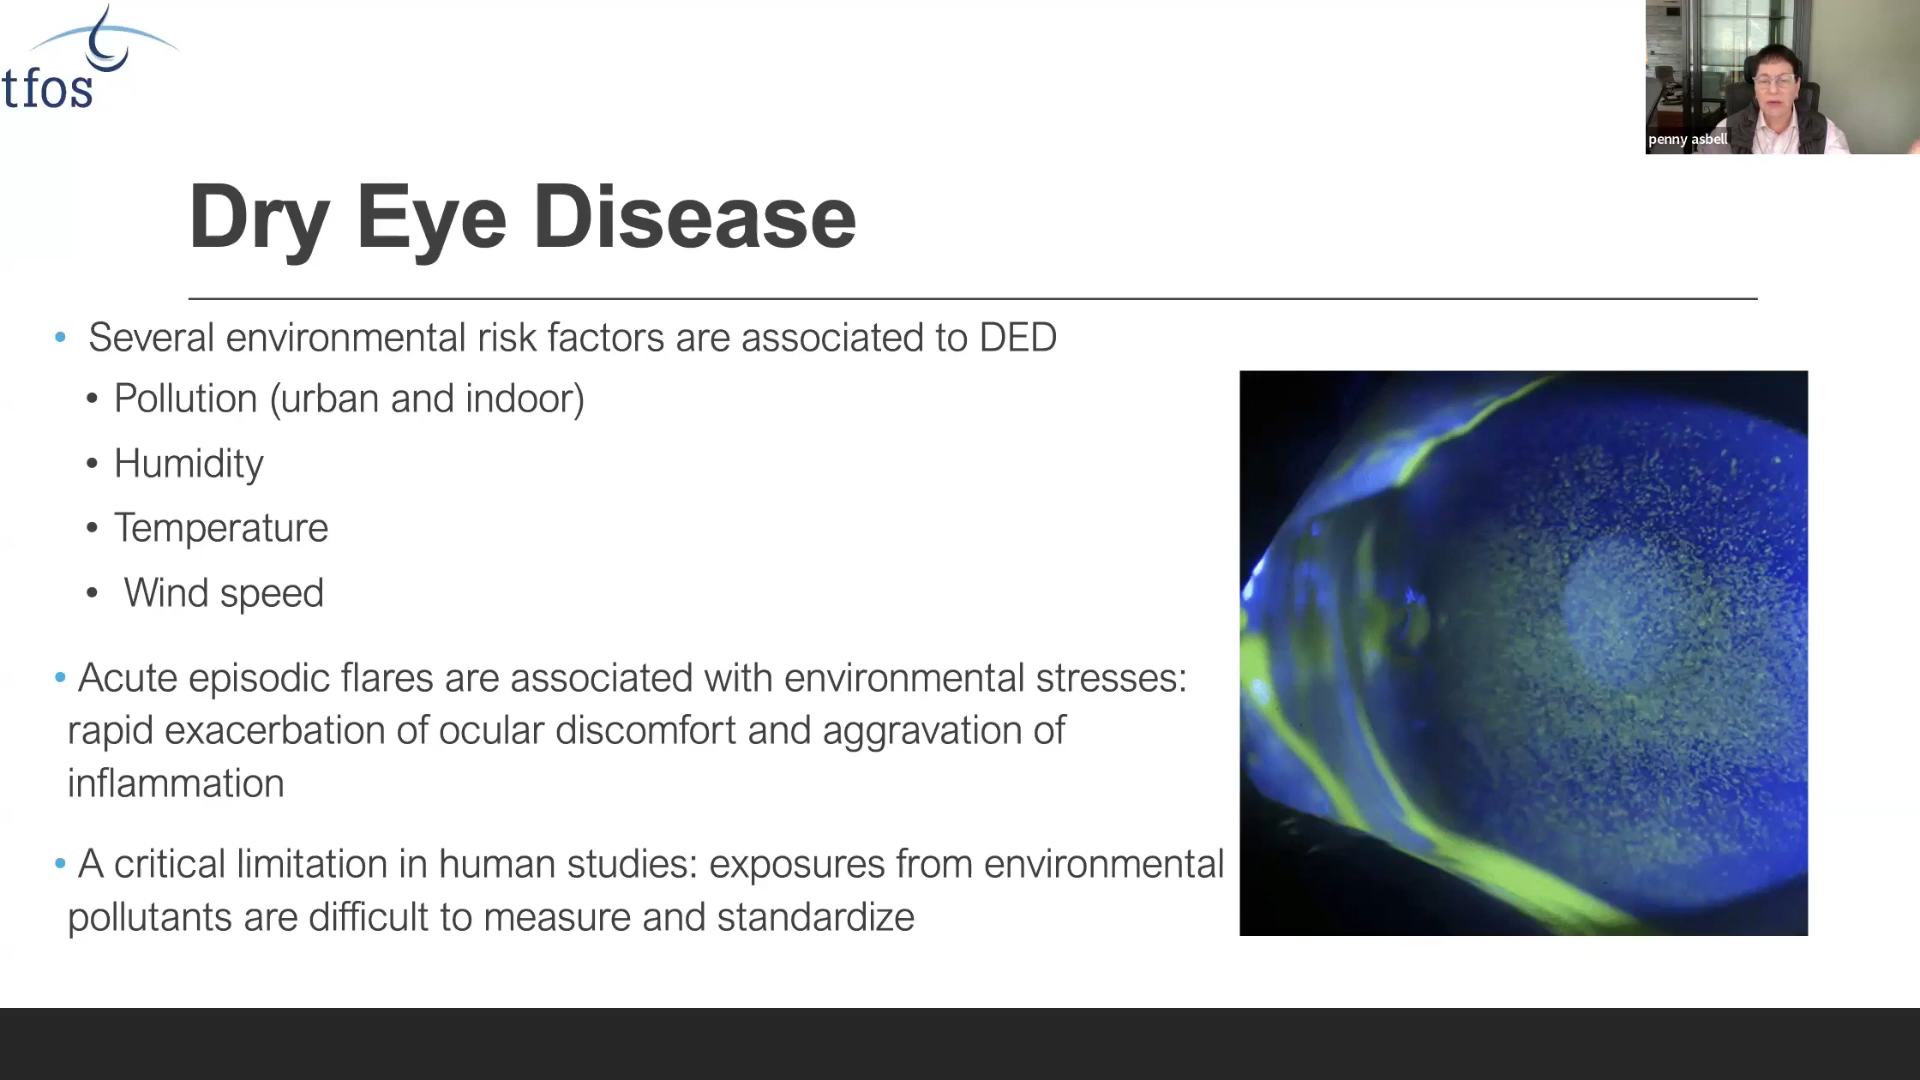 tfos
penny asbell
Dry Eye Disease
• Several environmental risk factors are associated to DED
• Pollution (urban and indoor)
• Humidity
• Temperature
• Wind speed
• Acute episodic flares are associated with environmental stresses:
rapid exacerbation of ocular discomfort and aggravation of
inflammation
• A critical limitation in human studies: exposures from environmental
pollutants are difficult to measure and standardize